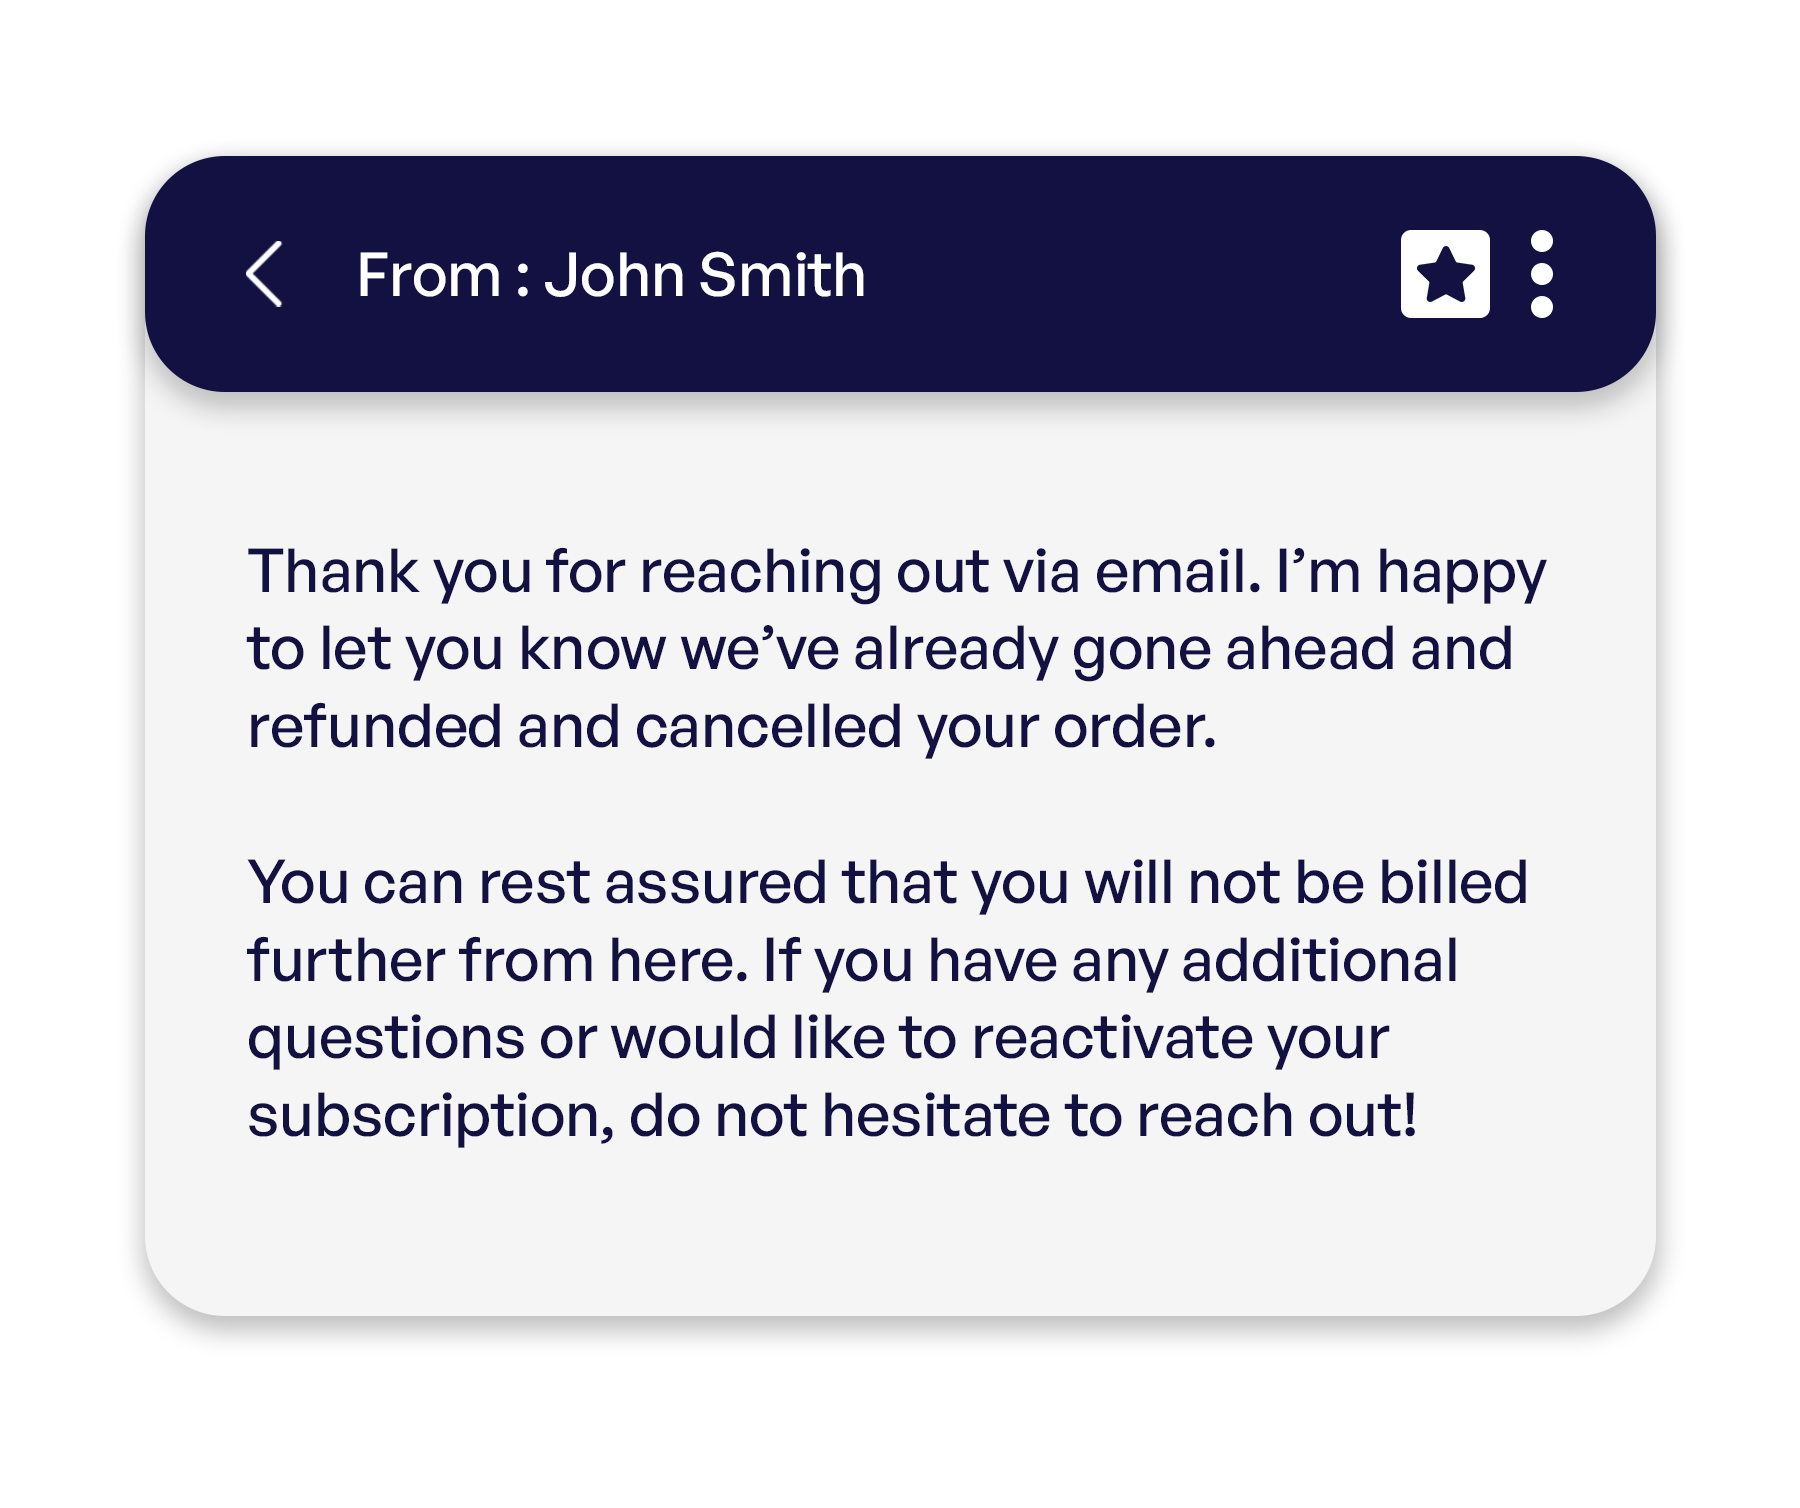 From : John Smith
Thank you for reaching out via email. I’m happy
to let you know we’ve already gone ahead and
refunded and cancelled your order.
You can rest assured that you will not be billed
further from here. If you have any additional
questions or would like to reactivate your
subscription, do not hesitate to reach out!